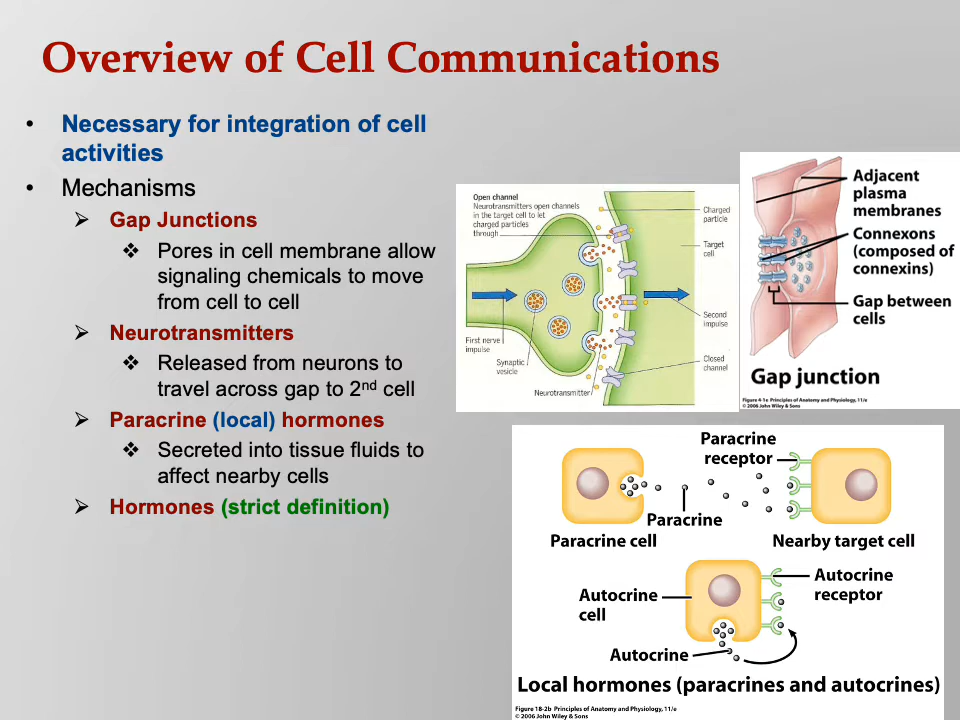 Overview of Cell Communications
• Necessary for integration of cell
activities
• Mechanisms
➢ Gap Junctions
❖ Pores in cell membrane allow
signaling chemicals to move
from cell to cell
➢ Neurotransmitters
❖ Released from neurons to
travel across gap to 2nd cell
➢ Paracrine (local) hormones
❖ Secreted into tissue fluids to
affect nearby cells
➢ Hormones (strict definition)
Open channel
Neurotransmitters open channels
in the target cell to let
charged particles
through
Charged
particle
Target
cell
Second
impulse
First nerve
impulse
Synaptic
vesicle
Closed
channel
Neurotransmitter
Adjacent
plasma
membranes
Connexons
(composed of
connexins)
Gap between
cells
Gap junction
Figure 4-1e Principles of Anatomy and Physiology, 11/e
© 2006 John Wiley & Sons
Paracrine
receptor
Paracrine
Paracrine cell
Nearby target cell
Autocrine
receptor
Autocrine
cell
Autocrine
Local hormones (paracrines and autocrines)
Figure 18-2b Principles of Anatomy and Physiology, 11/e
© 2006 John Wiley & Sons